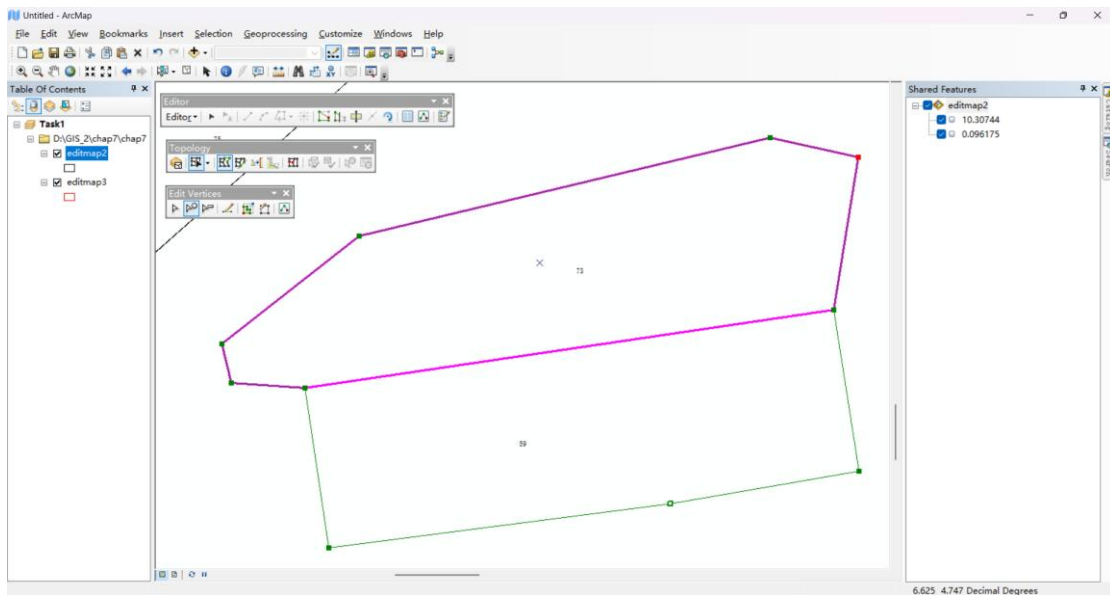 Untitled - ArcMap
File Edit View Bookmarks Insert Selection Geoprocessing Customize Windows Help
Table Of Contents
Task1
D:\GIS_2\chap7\chap7
editmap2
editmap3
Editor
Editor
Topology
Edit Vertices
73
59
Shared Features
editmap2
10.30744
0.096175
6.625 4.747 Decimal Degrees